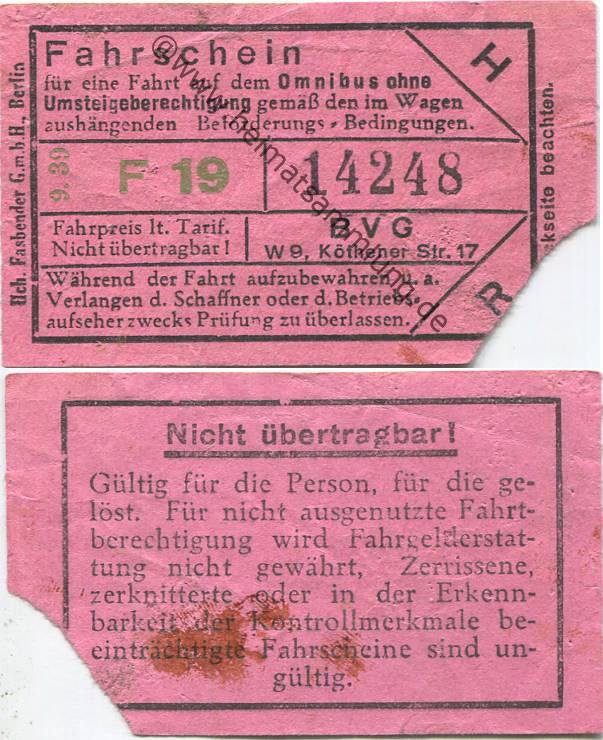 Fahrschein
für eine Fahrt auf dem Omnibus ohne
Umsteigeberechtigung gemäß den im Wagen
aushängenden Beförderungs-Bedingungen.
H
9.39
F 19
14248
Fahrpreis lt. Tarif.
Nicht übertragbar!
BVG
W 9, Köthener Str. 17
R
Während der Fahrt aufzubewahren u. a.
Verlangen d. Schaffner oder d. Betriebs-
aufseher zwecks Prüfung zu überlassen.
Hch. Fasbender G.m.b.H., Berlin
kseite beachten.
@www.heimatsammlung.de
Nicht übertragbar!
Gültig für die Person, für die ge-
löst. Für nicht ausgenutzte Fahrt-
berechtigung wird Fahrgelderstat-
tung nicht gewährt, Zerrissene,
zerknitterte oder in der Erkenn-
barkeit der Kontrollmerkmale be-
einträchtigte Fahrscheine sind un-
gültig.